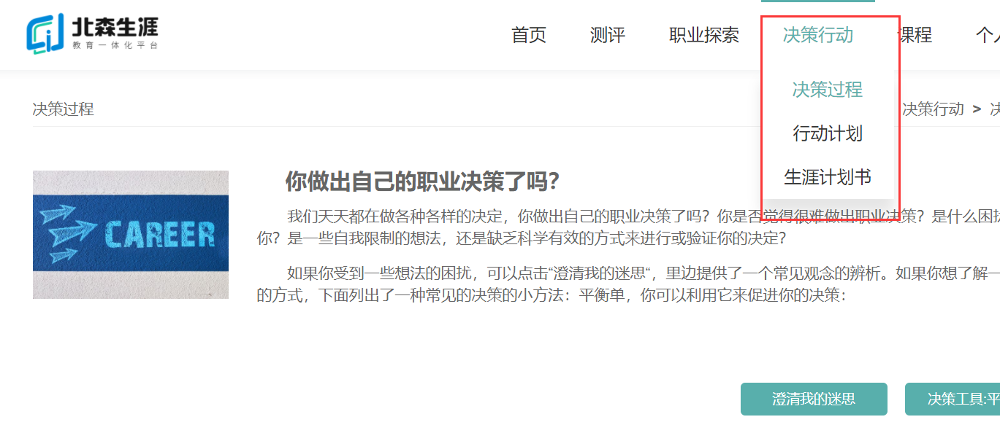 北森生涯
教育一体化平台
首页 测评 职业探索 决策行动 课程 个人
决策过程
行动计划
生涯计划书
决策过程
决策行动 > 决
CAREER
你做出自己的职业决策了吗？
我们天天都在做各种各样的决定，你做出自己的职业决策了吗？你是否觉得很难做出职业决策？是什么困扰
你？是一些自我限制的想法，还是缺乏科学有效的方式来进行或验证你的决定？
如果你受到一些想法的困扰，可以点击“澄清我的迷思“，里边提供了一个常见观念的辨析。如果你想了解一
的方式，下面列出了一种常见的决策的小方法：平衡单，你可以利用它来促进你的决策：
澄清我的迷思 决策工具:平